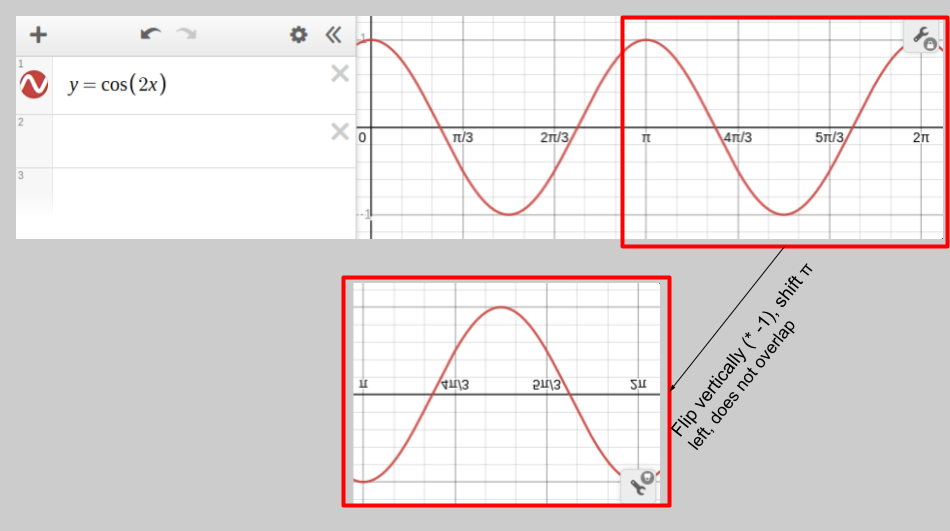 1
y = cos(2x)
2
3
1
0 π/3 2π/3 π 4π/3 5π/3 2π
-1
π 4π/3 5π/3 2π
Flip vertically (* -1), shift π
left, does not overlap